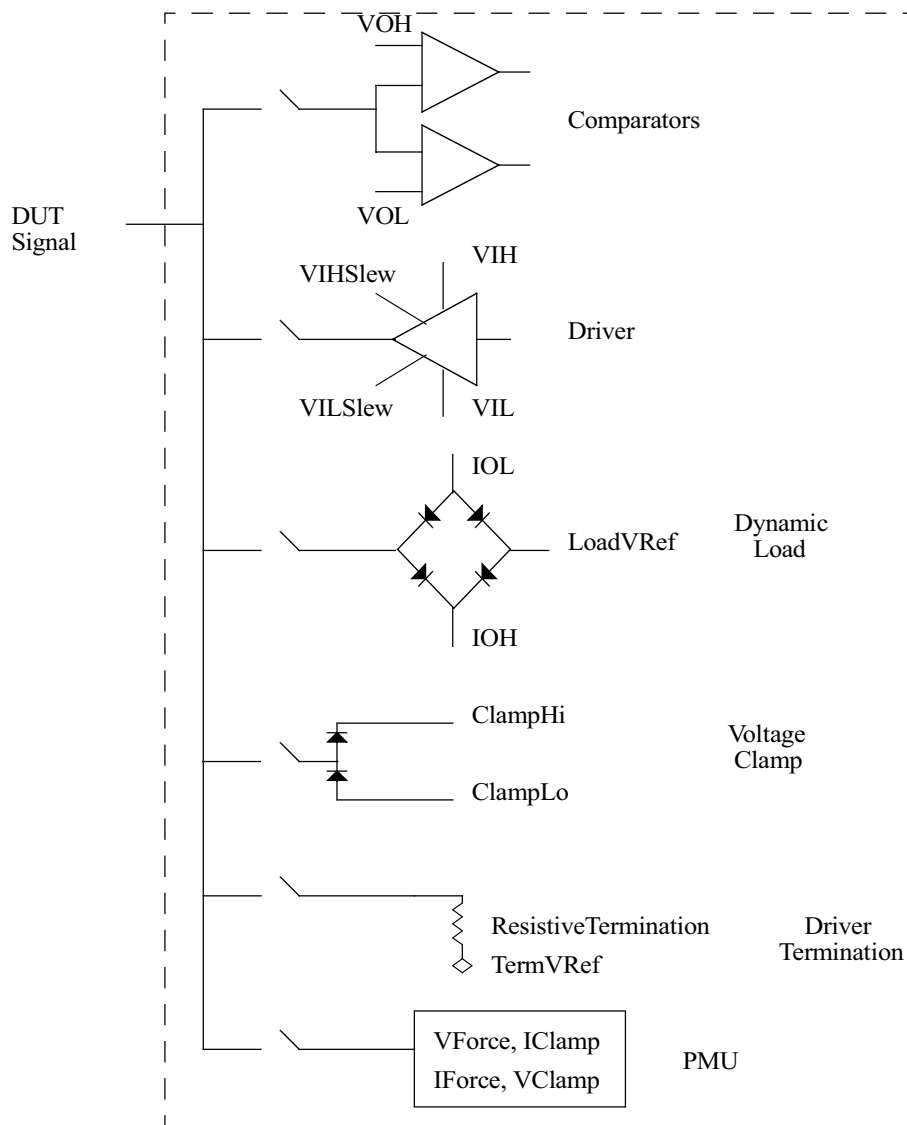 VOH
Comparators
VOL
DUT
Signal
VIH
VIHSlew
Driver
VILSlew
VIL
IOL
LoadVRef
Dynamic
Load
IOH
ClampHi
Voltage
Clamp
ClampLo
ResistiveTermination
TermVRef
Driver
Termination
VForce, IClamp
IForce, VClamp
PMU